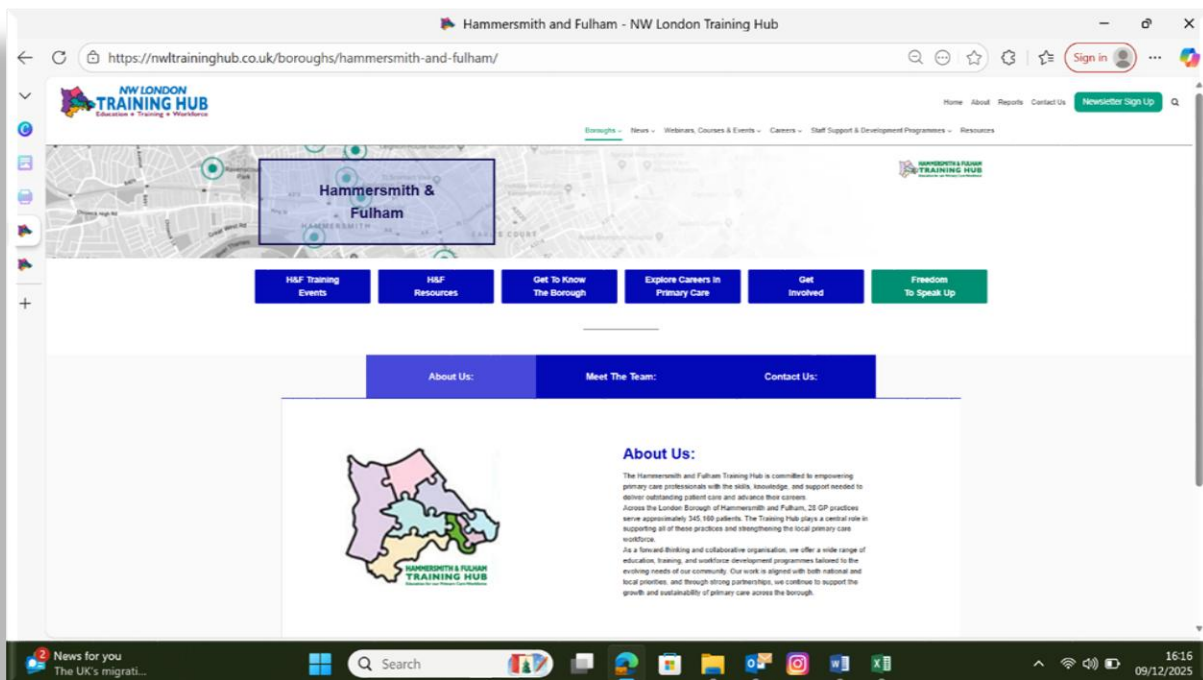 Hammersmith and Fulham - NW London Training Hub
https://nwltraininghub.co.uk/boroughs/hammersmith-and-fulham/
Sign in
NW LONDON
TRAINING HUB
Education + Training + Workforce
Home About Reports Contact Us Newsletter Sign Up
Boroughs News Webinars, Courses & Events Careers Staff Support & Development Programmes Resources
Ravenscourt
Park
HAMMERSMITH
Hammersmith &
Fulham
HAMMERSMITH & FULHAM
TRAINING HUB
H&F Training
Events
H&F
Resources
Get To Know
The Borough
Explore Careers In
Primary Care
Get
Involved
Freedom
To Speak Up
About Us:
Meet The Team:
Contact Us:
HAMMERSMITH & FULHAM
TRAINING HUB
Education for our Primary Care Workforce
About Us:
The Hammersmith and Fulham Training Hub is committed to empowering
primary care professionals with the skills, knowledge, and support needed to
deliver outstanding patient care and advance their careers.
Across the London Borough of Hammersmith and Fulham, 28 GP practices
serve approximately 345,160 patients. The Training Hub plays a central role in
supporting all of these practices and strengthening the local primary care
workforce.
As a forward-thinking and collaborative organisation, we offer a wide range of
education, training, and workforce development programmes tailored to the
evolving needs of our community. Our work is aligned with both national and
local priorities, and through strong partnerships, we continue to support the
growth and sustainability of primary care across the borough.
2
News for you
The UK's migrati...
Search
16:16
09/12/2025